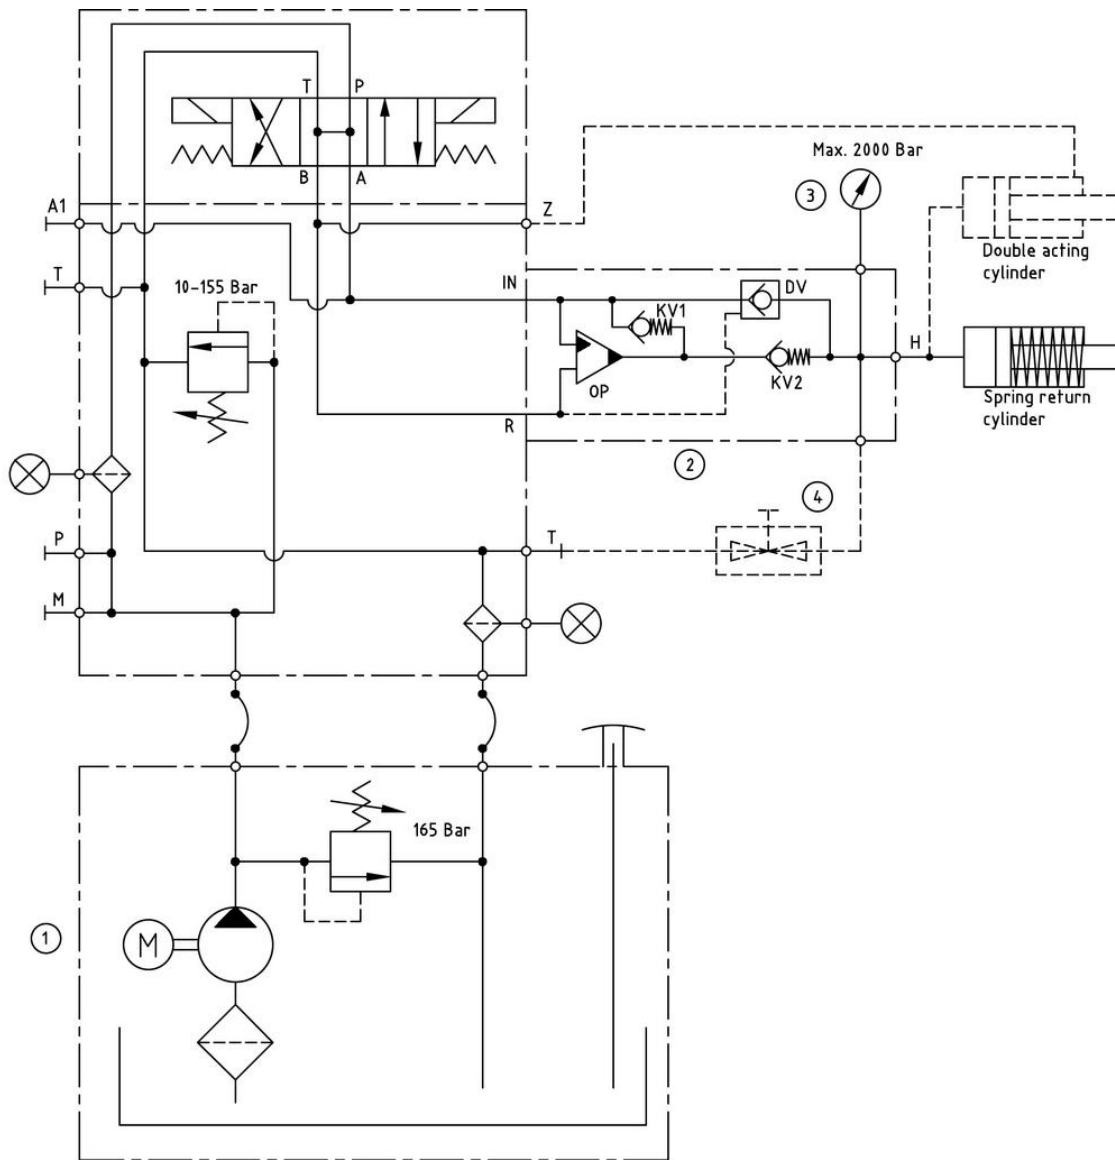 T P
B A
A1
Z
Max. 2000 Bar
3
Double acting
cylinder
T
10-155 Bar
IN
DV
KV1
H
OP
KV2
Spring return
cylinder
R
2
4
P
T
M
165 Bar
1
M